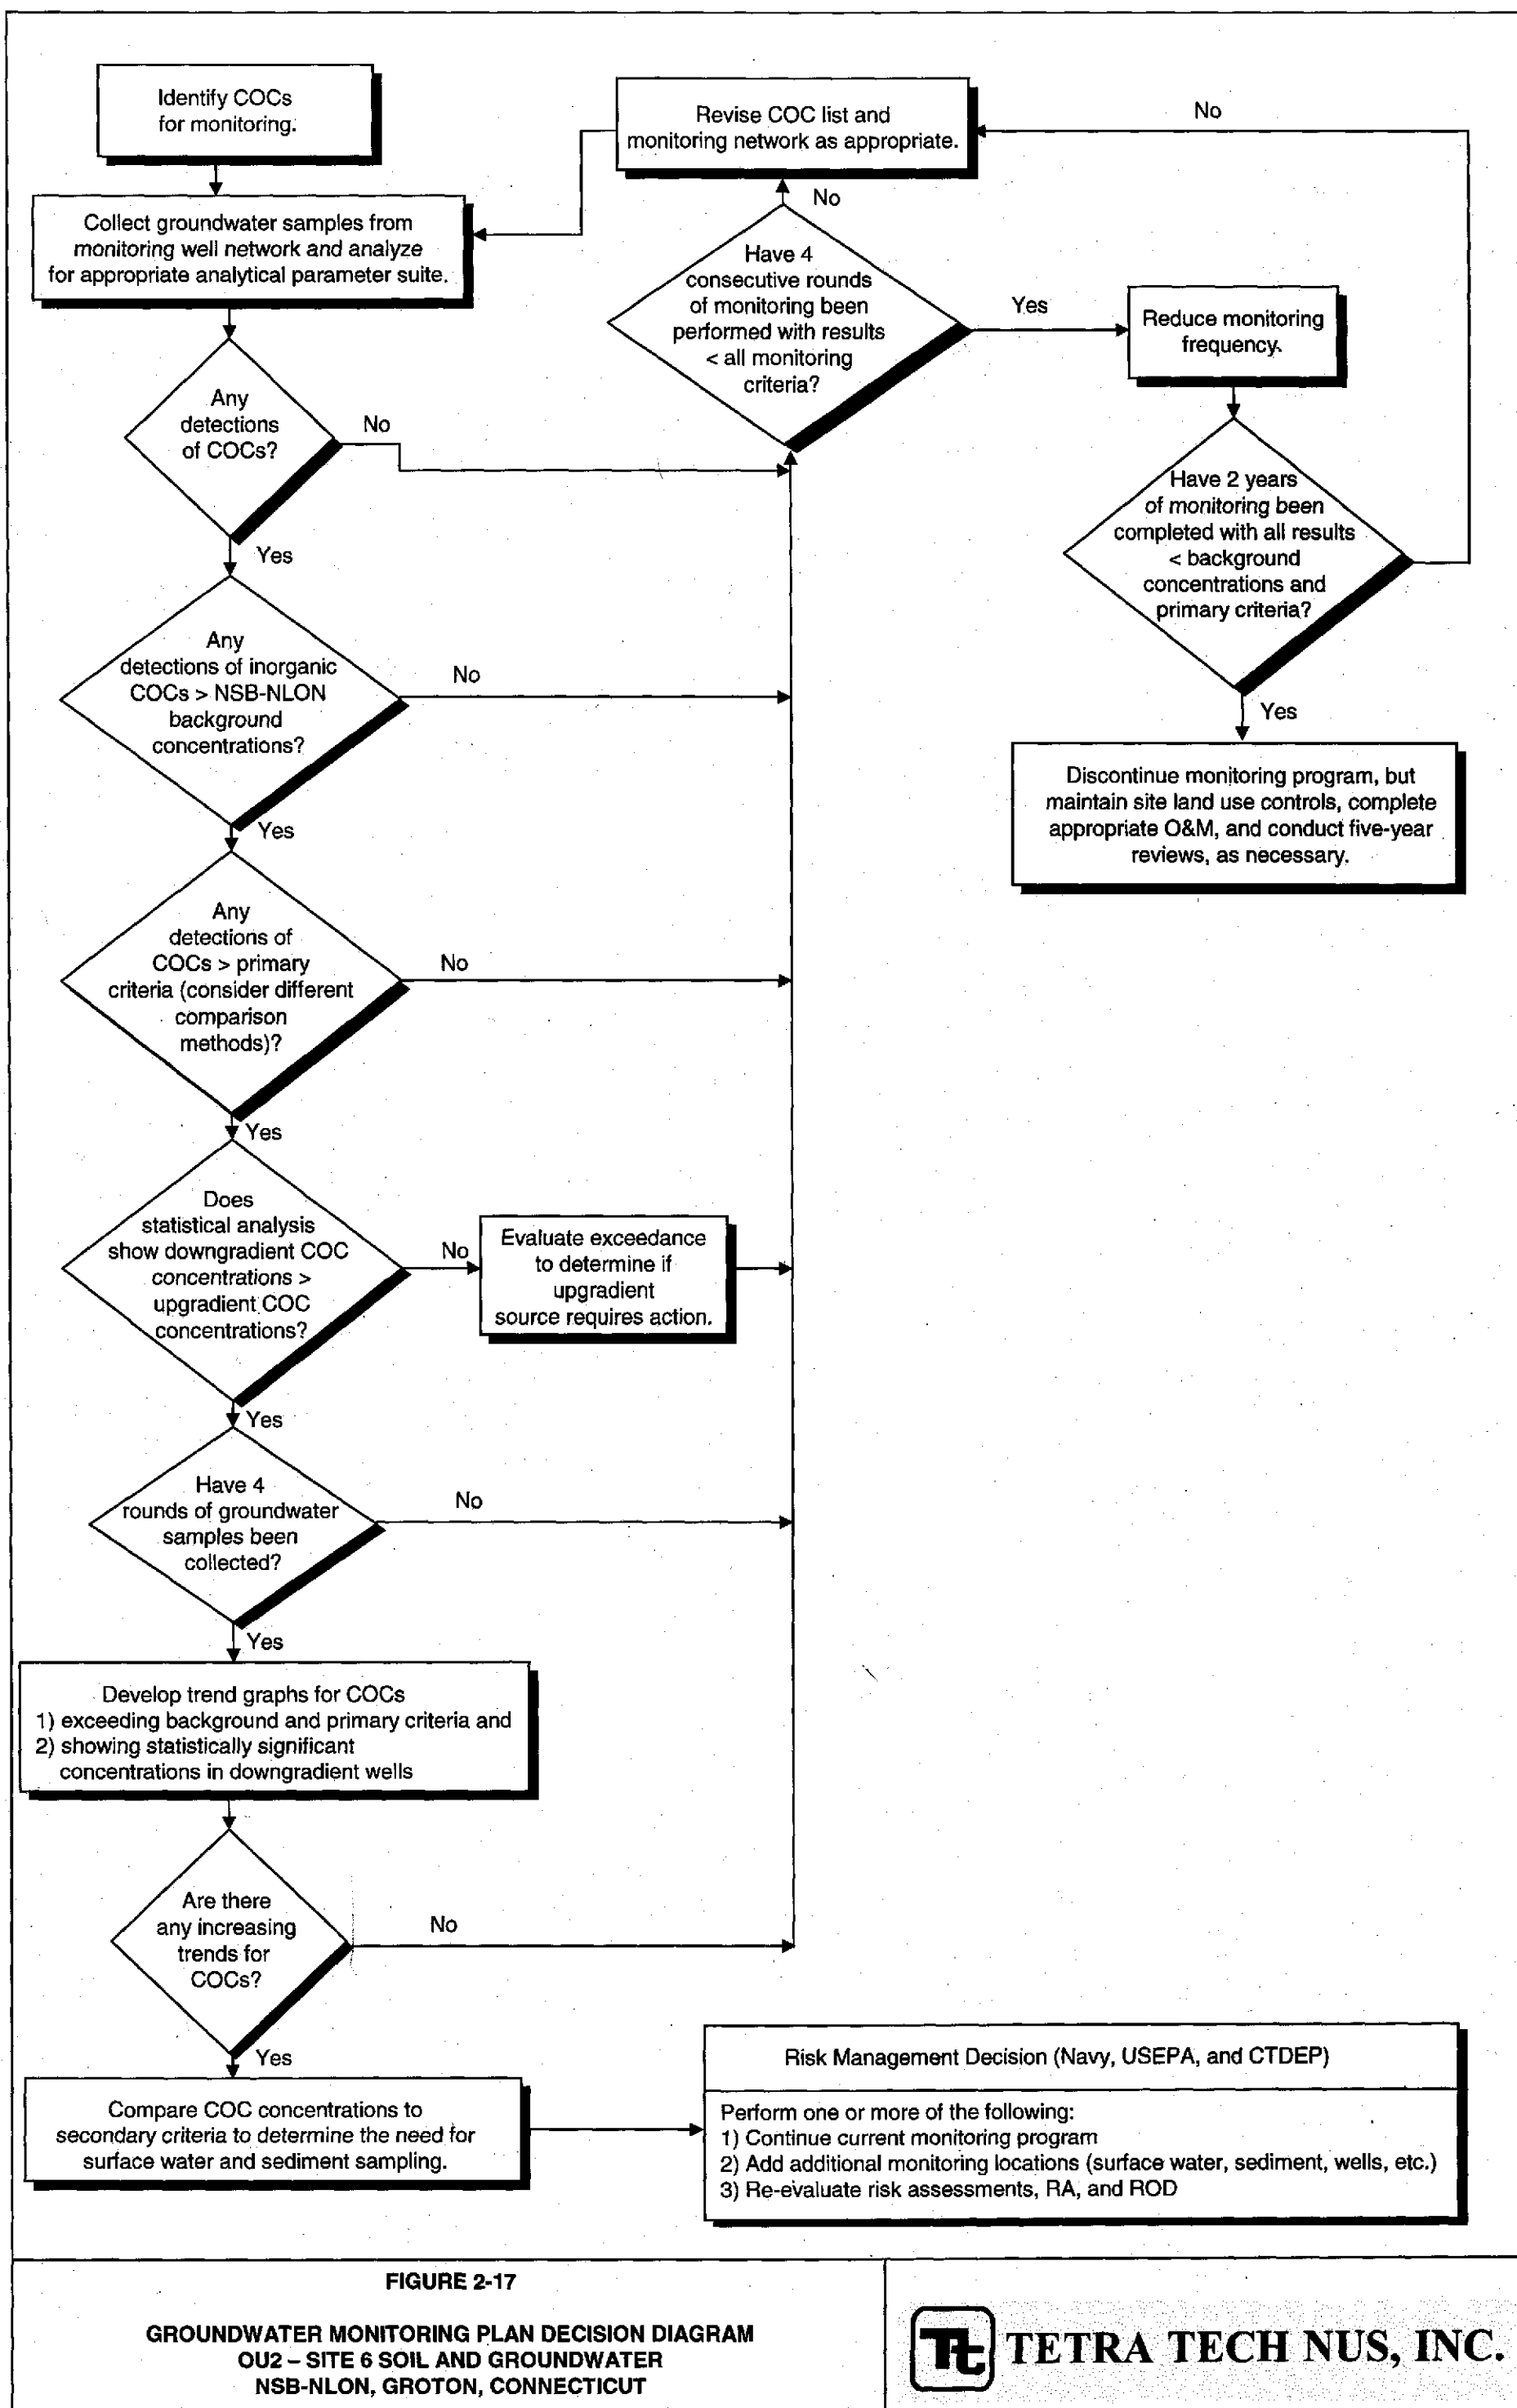 Identify COCs
for monitoring.
Collect groundwater samples from
monitoring well network and analyze
for appropriate analytical parameter suite.
Any
detections
of COCs?
No
Yes
Any
detections of inorganic
COCs > NSB-NLON
background
concentrations?
No
Yes
Any
detections of
COCs > primary
criteria (consider different
comparison
methods)?
No
Yes
Does
statistical analysis
show downgradient COC
concentrations >
upgradient COC
concentrations?
No
Evaluate exceedance
to determine if
upgradient
source requires action.
Yes
Have 4
rounds of groundwater
samples been
collected?
No
Yes
Develop trend graphs for COCs
1) exceeding background and primary criteria and
2) showing statistically significant
concentrations in downgradient wells
Are there
any increasing
trends for
COCs?
No
Yes
Compare COC concentrations to
secondary criteria to determine the need for
surface water and sediment sampling.
Revise COC list and
monitoring network as appropriate.
No
No
Have 4
consecutive rounds
of monitoring been
performed with results
< all monitoring
criteria?
Yes
Reduce monitoring
frequency.
Have 2 years
of monitoring been
completed with all results
< background
concentrations and
primary criteria?
Yes
Discontinue monitoring program, but
maintain site land use controls, complete
appropriate O&M, and conduct five-year
reviews, as necessary.
Risk Management Decision (Navy, USEPA, and CTDEP)
Perform one or more of the following:
1) Continue current monitoring program
2) Add additional monitoring locations (surface water, sediment, wells, etc.)
3) Re-evaluate risk assessments, RA, and ROD
FIGURE 2-17
GROUNDWATER MONITORING PLAN DECISION DIAGRAM
OU2 – SITE 6 SOIL AND GROUNDWATER
NSB-NLON, GROTON, CONNECTICUT
Tt TETRA TECH NUS, INC.